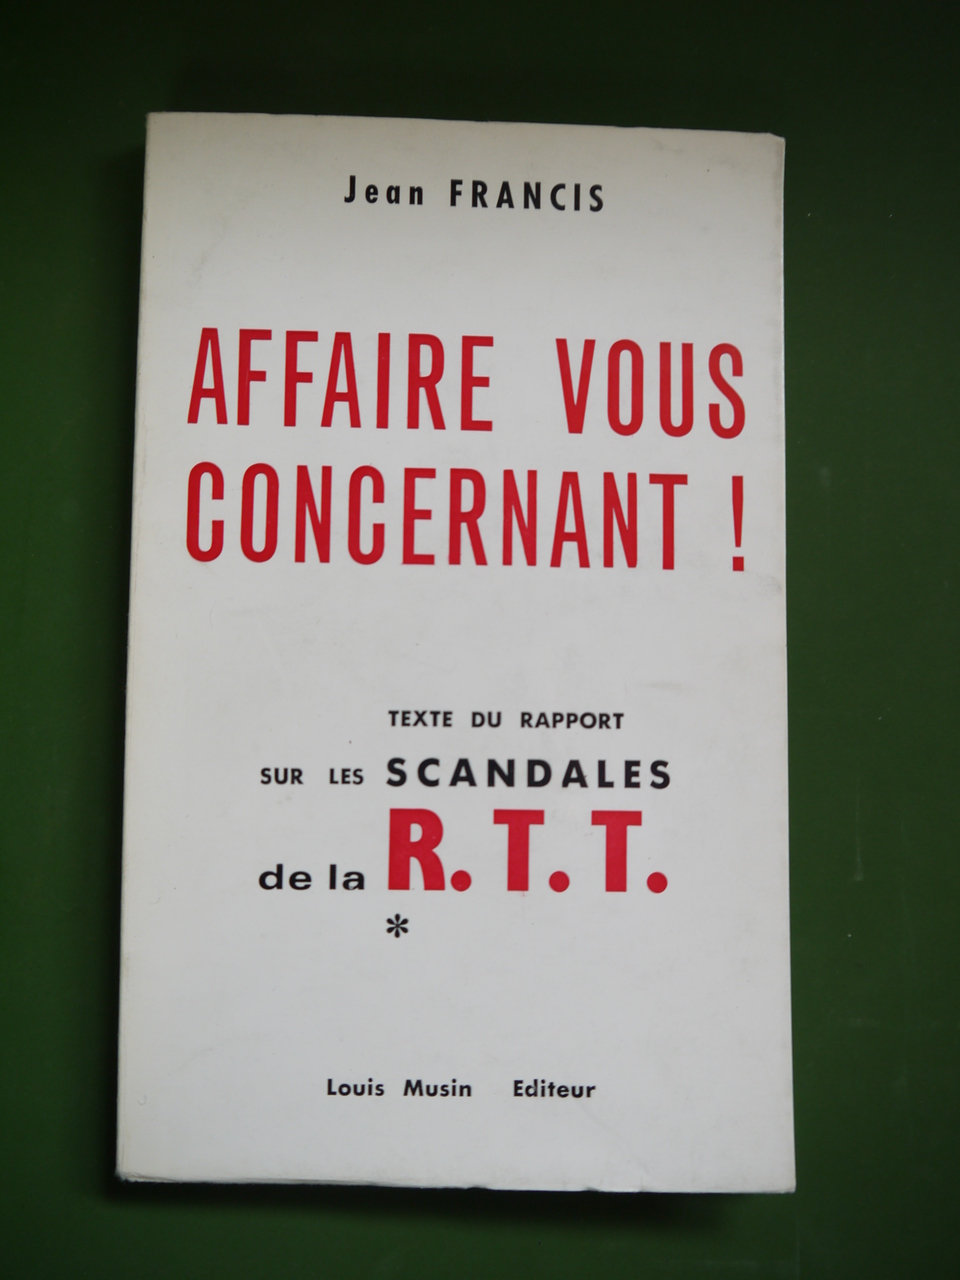 Jean FRANCIS
AFFAIRE VOUS
CONCERNANT !
TEXTE DU RAPPORT
SUR LES SCANDALES
de la R.T.T.
*
Louis Musin Editeur